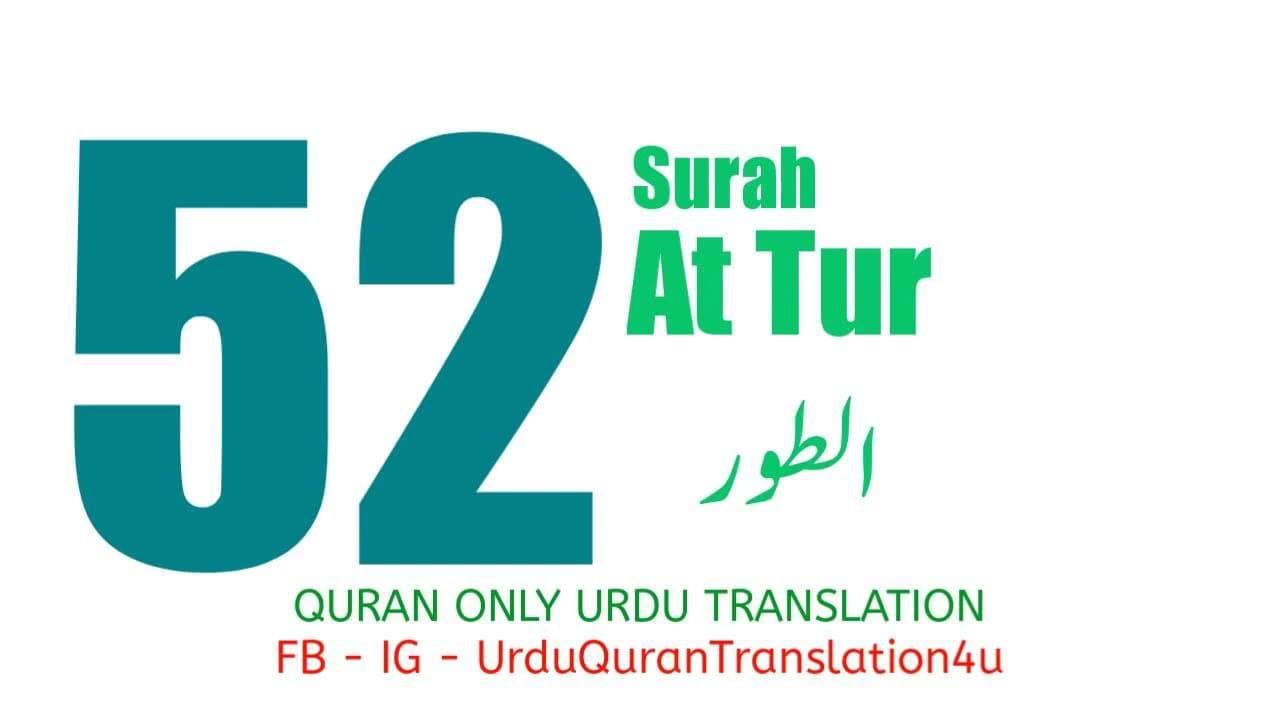 52
Surah
At Tur
الطور
QURAN ONLY URDU TRANSLATION
FB - IG - UrduQuranTranslation4u